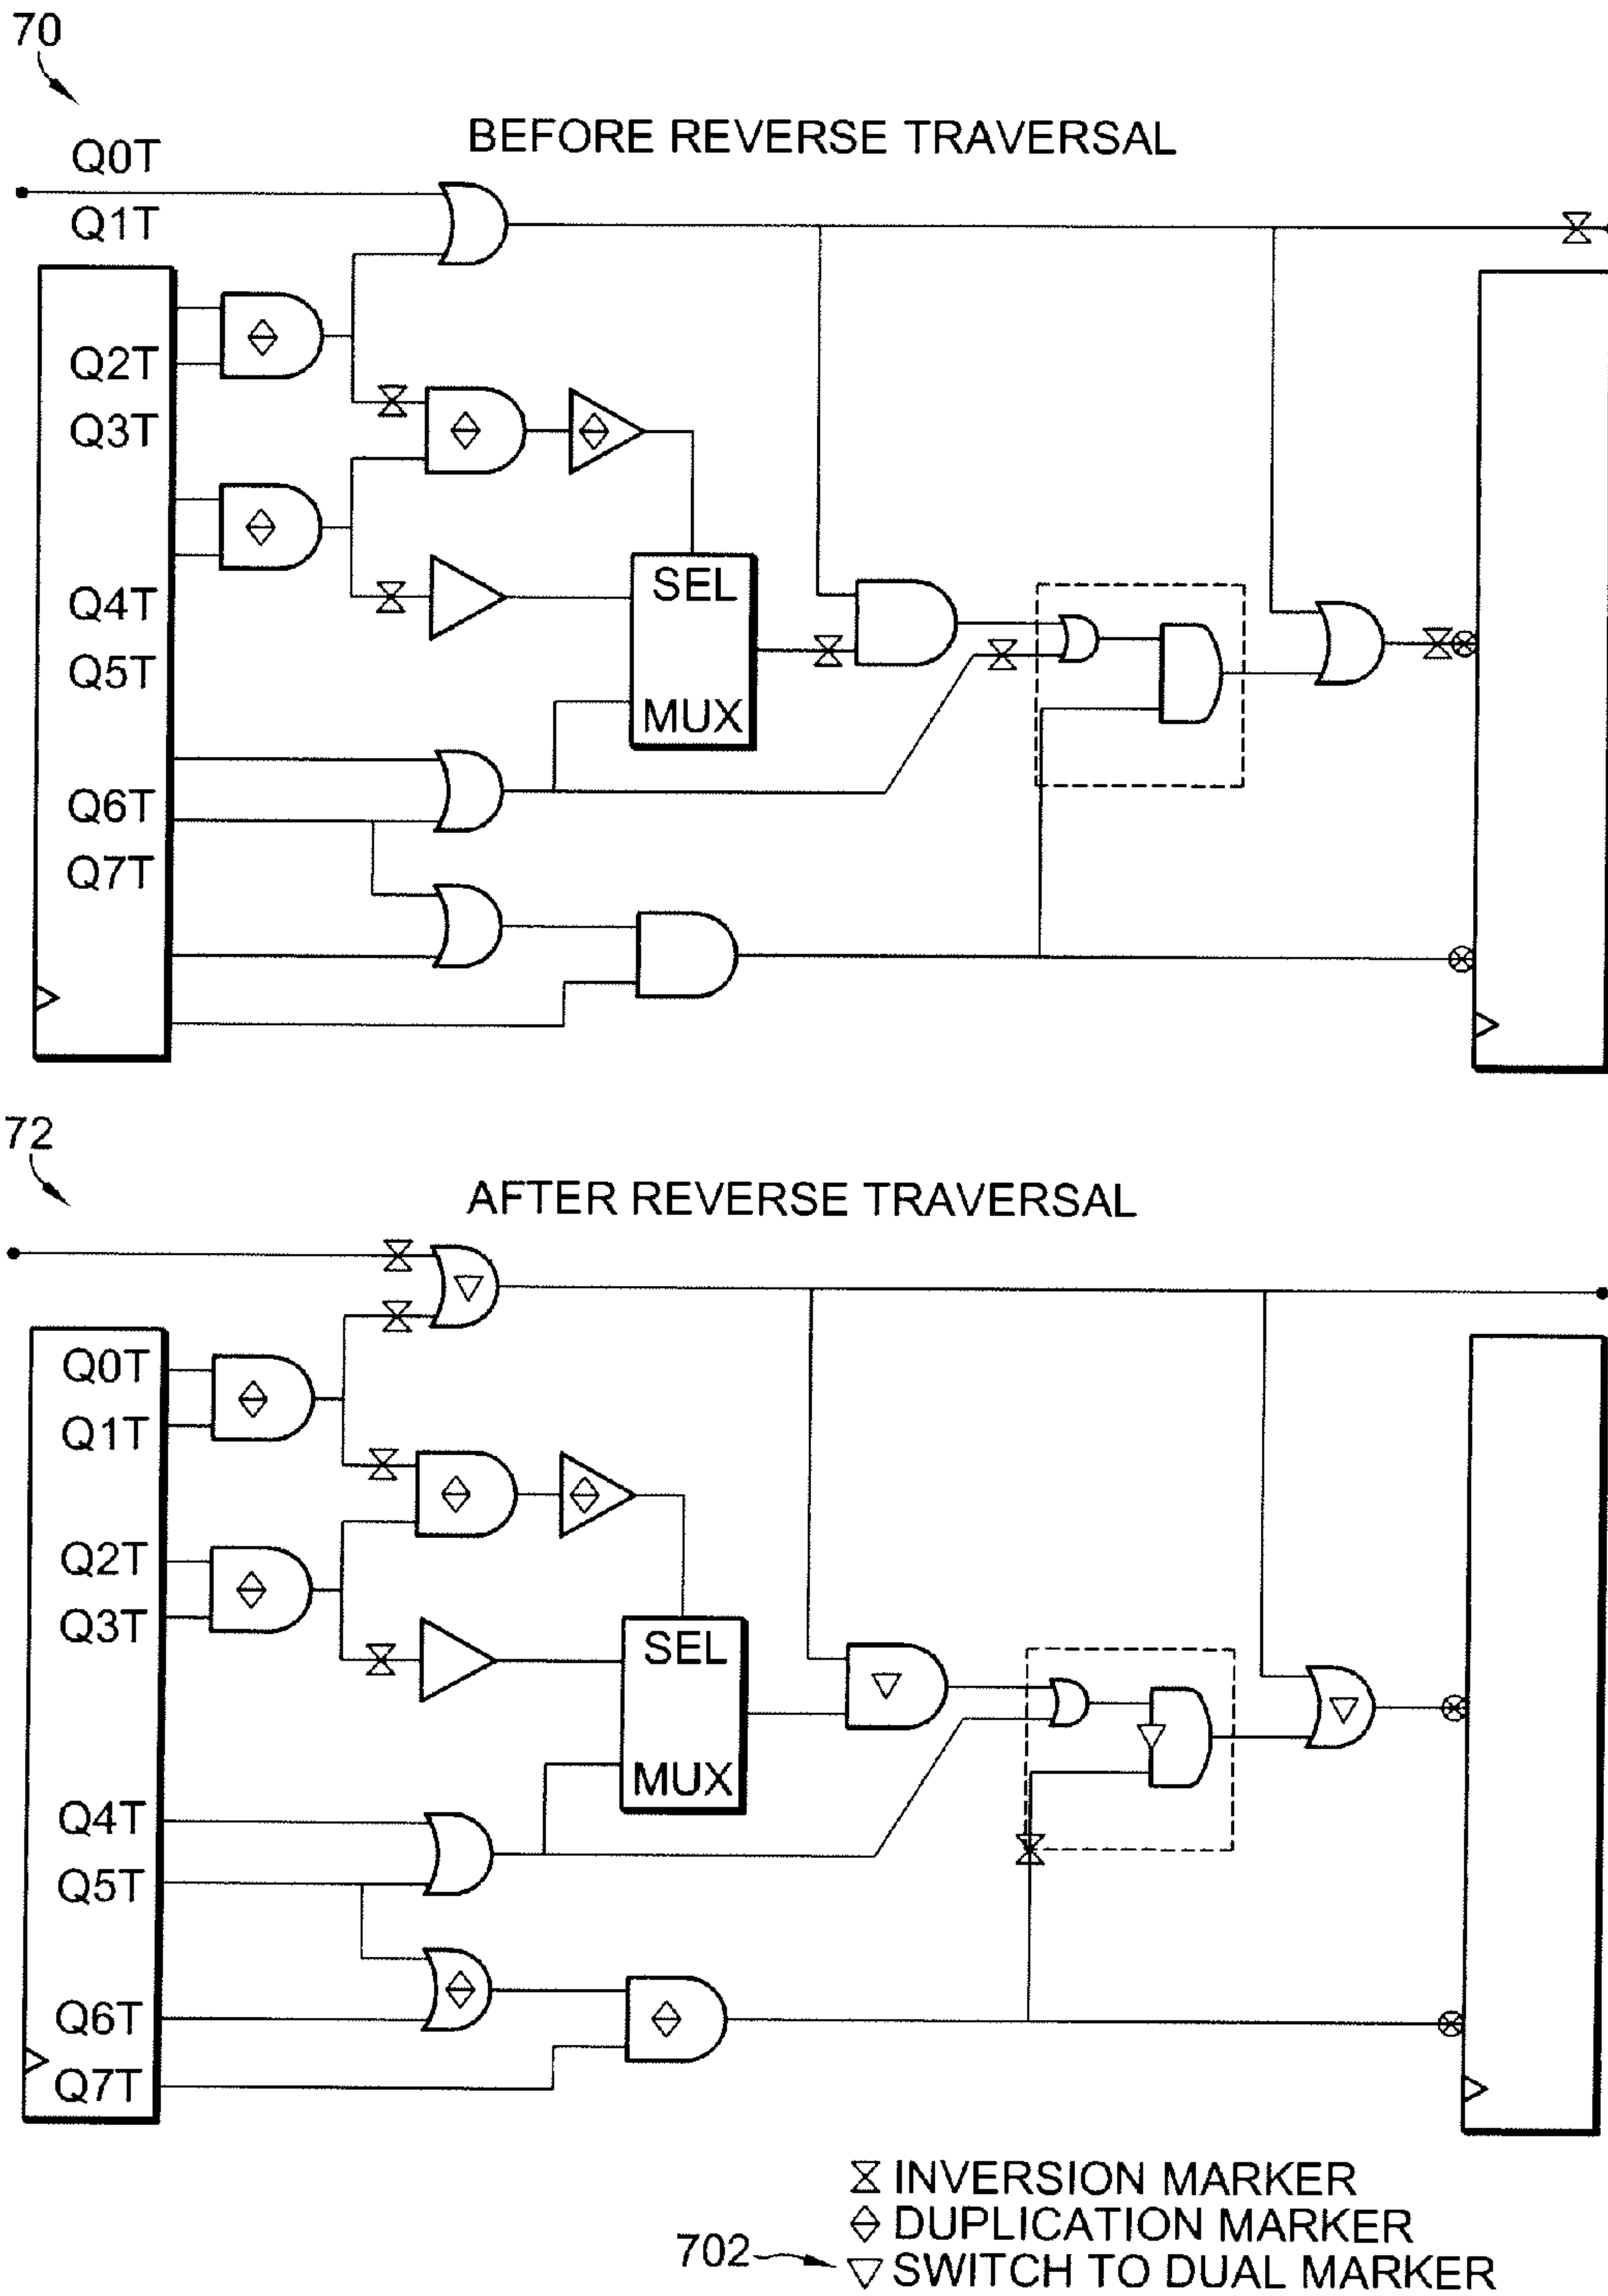 70
BEFORE REVERSE TRAVERSAL
Q0T
Q1T
Q2T
Q3T
Q4T
Q5T
Q6T
Q7T
SEL
MUX
72
AFTER REVERSE TRAVERSAL
Q0T
Q1T
Q2T
Q3T
Q4T
Q5T
Q6T
Q7T
SEL
MUX
INVERSION MARKER
DUPLICATION MARKER
702 SWITCH TO DUAL MARKER